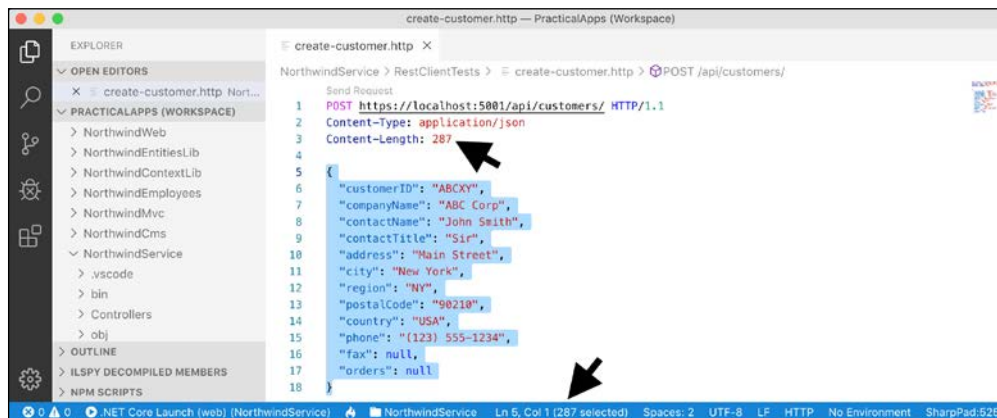 create-customer.http — PracticalApps (Workspace)
EXPLORER
OPEN EDITORS
create-customer.http Nort...
PRACTICALAPPS (WORKSPACE)
NorthwindWeb
NorthwindEntitiesLib
NorthwindContextLib
NorthwindEmployees
NorthwindMvc
NorthwindCms
NorthwindService
.vscode
bin
Controllers
obj
OUTLINE
ILSPY DECOMPILED MEMBERS
NPM SCRIPTS
create-customer.http
NorthwindService > RestClientTests > create-customer.http > POST /api/customers/
Send Request
1 POST https://localhost:5001/api/customers/ HTTP/1.1
2 Content-Type: application/json
3 Content-Length: 287
4
5 {
6 "customerID": "ABCXY",
7 "companyName": "ABC Corp",
8 "contactName": "John Smith",
9 "contactTitle": "Sir",
10 "address": "Main Street",
11 "city": "New York",
12 "region": "NY",
13 "postalCode": "90210",
14 "country": "USA",
15 "phone": "(123) 555-1234",
16 "fax": null,
17 "orders": null
18 }
0 0 .NET Core Launch (web) (NorthwindService) NorthwindService Ln 5, Col 1 (287 selected) Spaces: 2 UTF-8 LF HTTP No Environment SharpPad:525